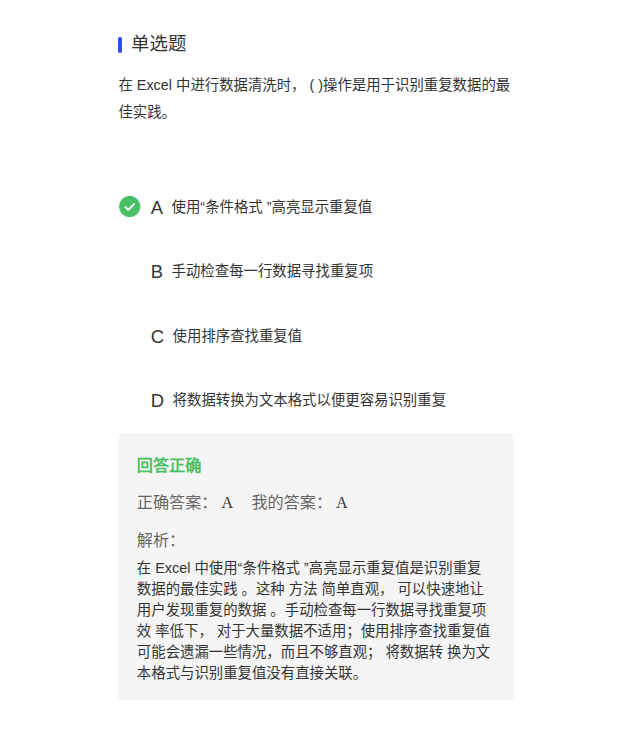 单选题
在 Excel 中进行数据清洗时， ( )操作是用于识别重复数据的最
佳实践。
A 使用“条件格式 ”高亮显示重复值
B 手动检查每一行数据寻找重复项
C 使用排序查找重复值
D 将数据转换为文本格式以便更容易识别重复
回答正确
正确答案： A 我的答案： A
解析：
在 Excel 中使用“条件格式 ”高亮显示重复值是识别重复
数据的最佳实践 。这种 方法 简单直观， 可以快速地让
用户发现重复的数据 。手动检查每一行数据寻找重复项
效 率低下， 对于大量数据不适用；使用排序查找重复值
可能会遗漏一些情况，而且不够直观； 将数据转 换为文
本格式与识别重复值没有直接关联。